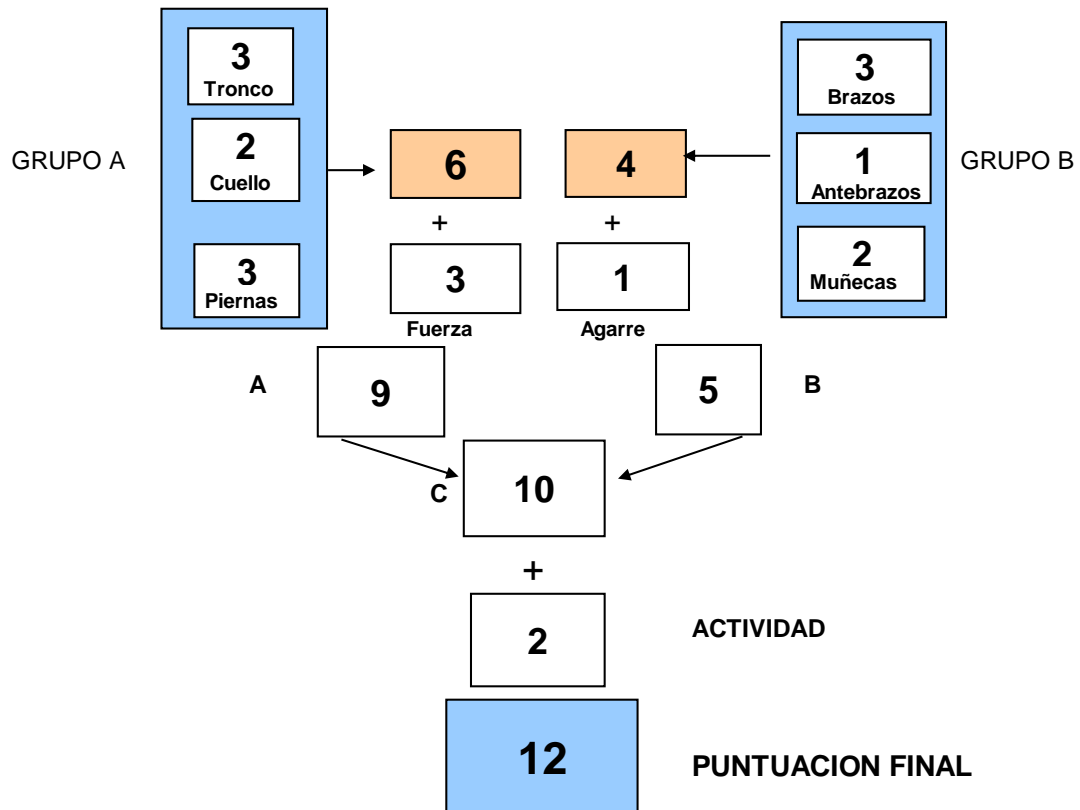 3
Tronco
2
Cuello
3
Piernas
GRUPO A
6
+
3
Fuerza
4
+
1
Agarre
3
Brazos
1
Antebrazos
2
Muñecas
GRUPO B
A
9
5
B
C
10
+
2
ACTIVIDAD
12
PUNTUACION FINAL